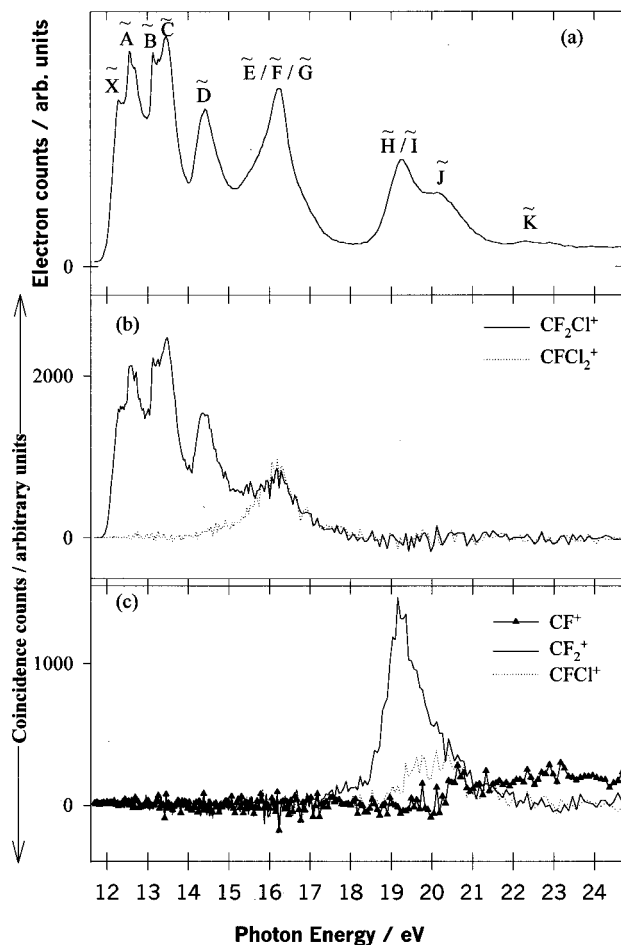 (a)
X̃
Ã
B̃
C̃
D̃
Ẽ / F̃ / G̃
H̃ / Ĩ
J̃
K̃
Electron counts / arb. units
0
(b)
CF₂Cl⁺
CFCl₂⁺
2000
0
(c)
CF⁺
CF₂⁺
CFCl⁺
1000
0
Coincidence counts / arbitrary units
12 13 14 15 16 17 18 19 20 21 22 23 24
Photon Energy / eV